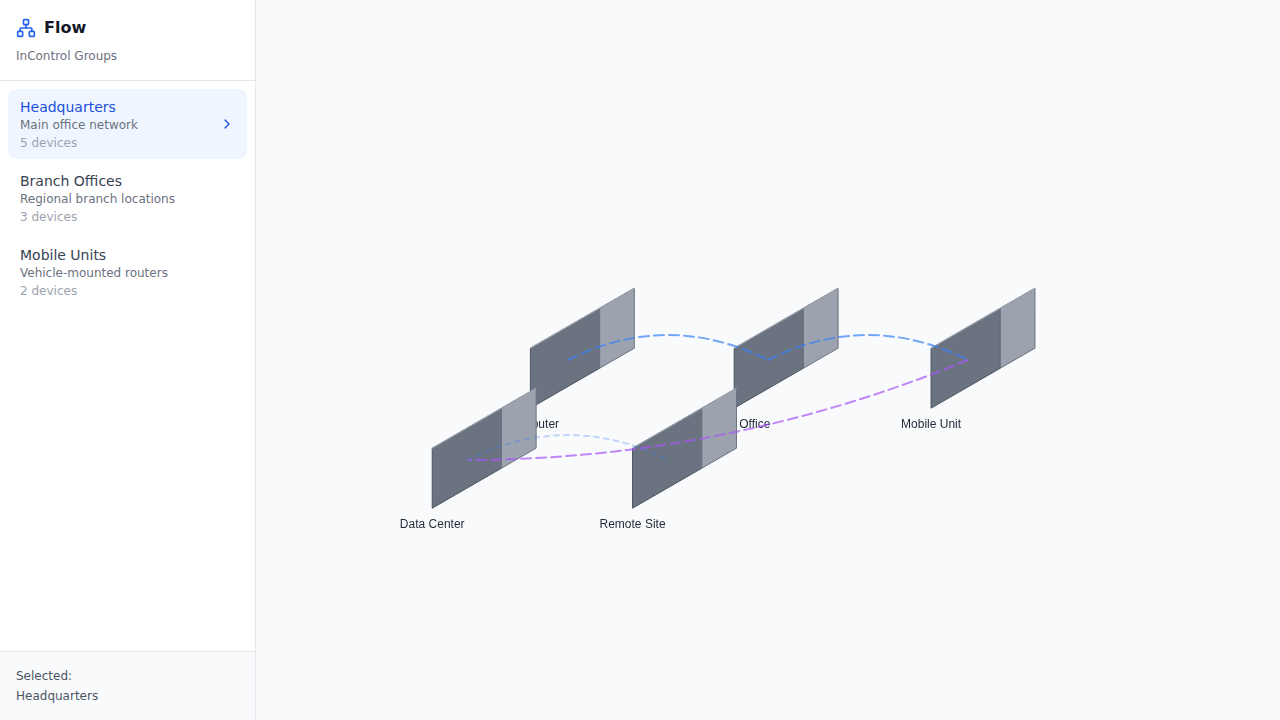 Flow
InControl Groups
Headquarters
Main office network
5 devices
Branch Offices
Regional branch locations
3 devices
Mobile Units
Vehicle-mounted routers
2 devices
Office
Mobile Unit
Data Center
Remote Site
Selected:
Headquarters